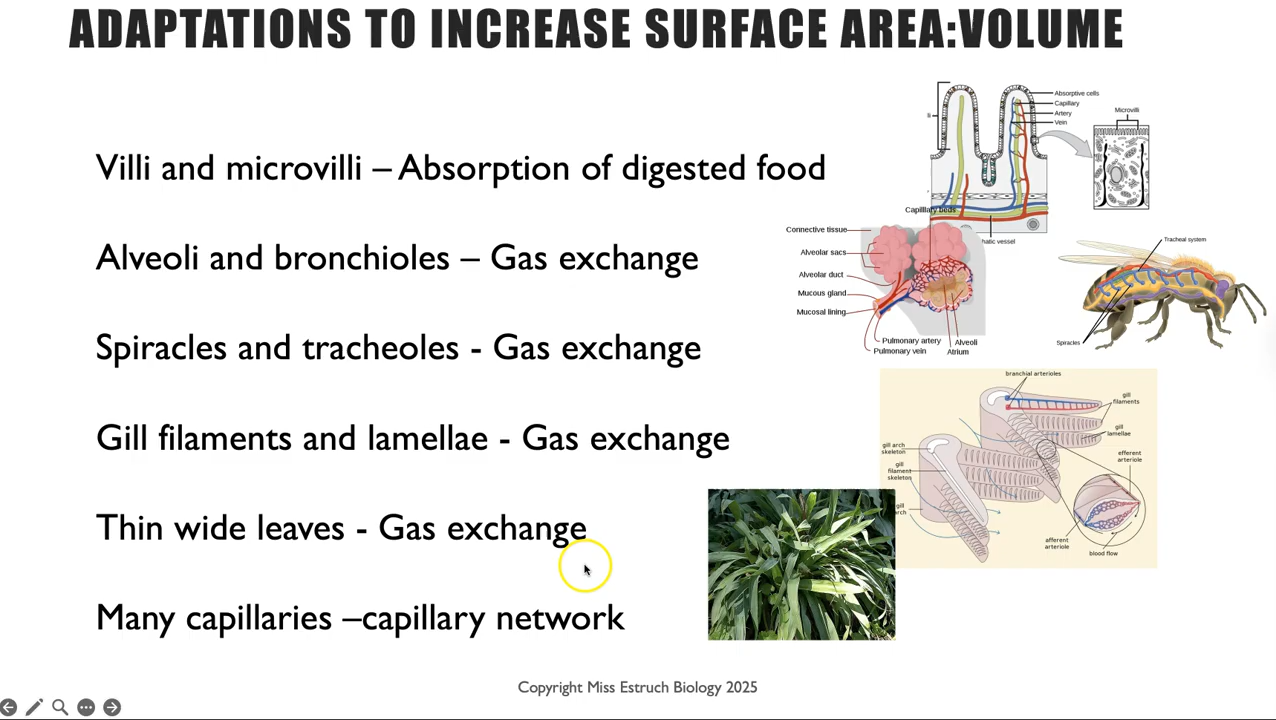 ADAPTATIONS TO INCREASE SURFACE AREA:VOLUME
Villi and microvilli – Absorption of digested food
Alveoli and bronchioles – Gas exchange
Spiracles and tracheoles - Gas exchange
Gill filaments and lamellae - Gas exchange
Thin wide leaves - Gas exchange
Many capillaries –capillary network
Absorptive cells
Capillary
Artery
Vein
Microvilli
Capillary beds
hatic vessel
Connective tissue
Alveolar sacs
Alveolar duct
Mucous gland
Mucosal lining
Pulmonary artery
Pulmonary vein
Alveoli
Atrium
Tracheal system
Spiracles
branchial arterioles
gill
filaments
gill
lamellae
efferent
arteriole
gill arch
skeleton
gill
filament
skeleton
arch
afferent
arteriole
blood flow
Copyright Miss Estruch Biology 2025